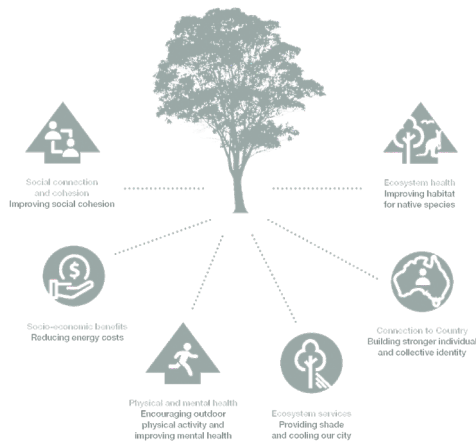 Social connection
and cohesion
Improving social cohesion
Ecosystem health
Improving habitat
for native species
Socio-economic benefits
Reducing energy costs
Connection to Country
Building stronger individual
and collective identity
Physical and mental health
Encouraging outdoor
physical activity and
improving mental health
Ecosystem services
Providing shade
and cooling our city